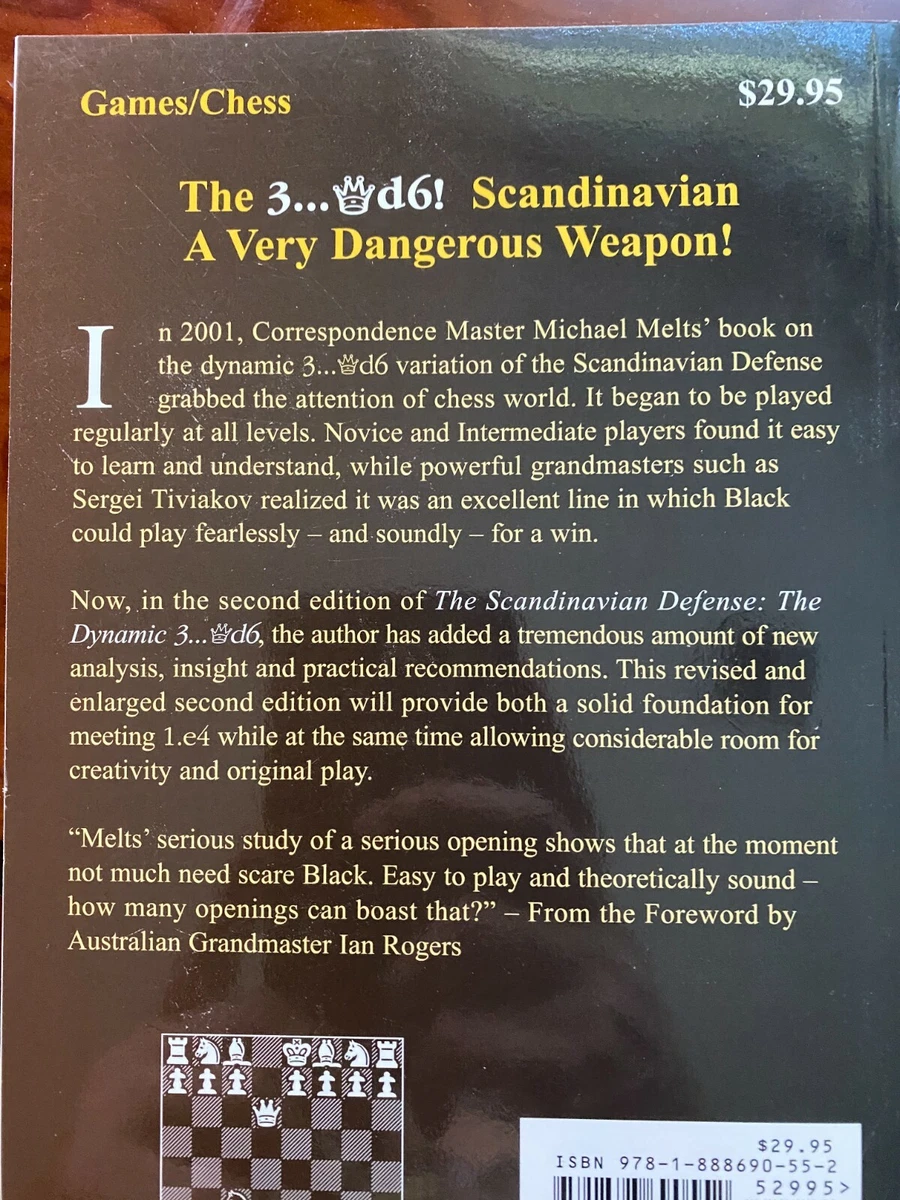 Games/Chess
$29.95
The 3...♕d6! Scandinavian
A Very Dangerous Weapon!
In 2001, Correspondence Master Michael Melts’ book on
the dynamic 3...♕d6 variation of the Scandinavian Defense
grabbed the attention of chess world. It began to be played
regularly at all levels. Novice and Intermediate players found it easy
to learn and understand, while powerful grandmasters such as
Sergei Tiviakov realized it was an excellent line in which Black
could play fearlessly – and soundly – for a win.
Now, in the second edition of The Scandinavian Defense: The
Dynamic 3...♕d6, the author has added a tremendous amount of new
analysis, insight and practical recommendations. This revised and
enlarged second edition will provide both a solid foundation for
meeting 1.e4 while at the same time allowing considerable room for
creativity and original play.
“Melts’ serious study of a serious opening shows that at the moment
not much need scare Black. Easy to play and theoretically sound –
how many openings can boast that?” – From the Foreword by
Australian Grandmaster Ian Rogers
$29.95
ISBN 978-1-888690-55-2
52995>